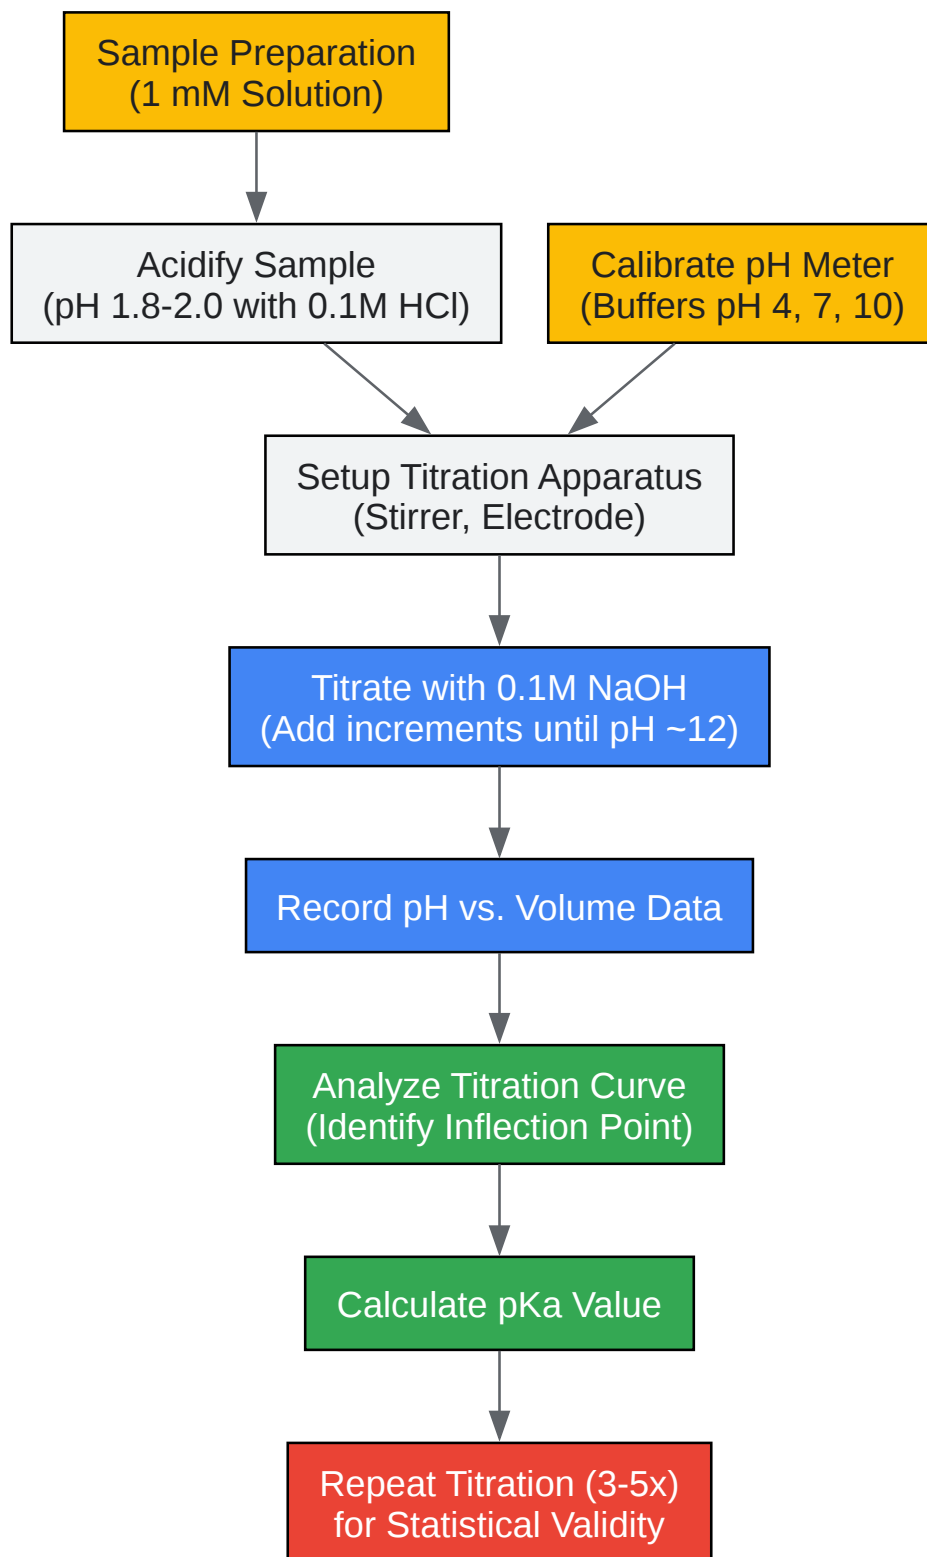 Sample Preparation
(1 mM Solution)
Acidify Sample
(pH 1.8-2.0 with 0.1M HCl)
Calibrate pH Meter
(Buffers pH 4, 7, 10)
Setup Titration Apparatus
(Stirrer, Electrode)
Titrate with 0.1M NaOH
(Add increments until pH ~12)
Record pH vs. Volume Data
Analyze Titration Curve
(Identify Inflection Point)
Calculate pKa Value
Repeat Titration (3-5x)
for Statistical Validity